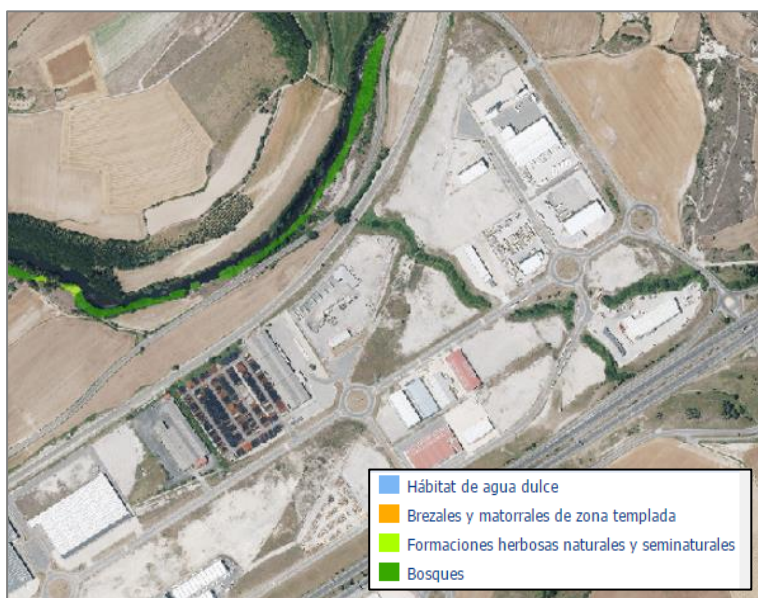 Hábitat de agua dulce
Brezales y matorrales de zona templada
Formaciones herbosas naturales y seminaturales
Bosques